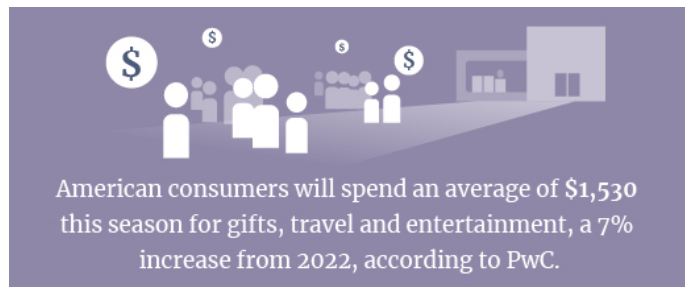 $
$
$
$
American consumers will spend an average of $1,530
this season for gifts, travel and entertainment, a 7%
increase from 2022, according to PwC.